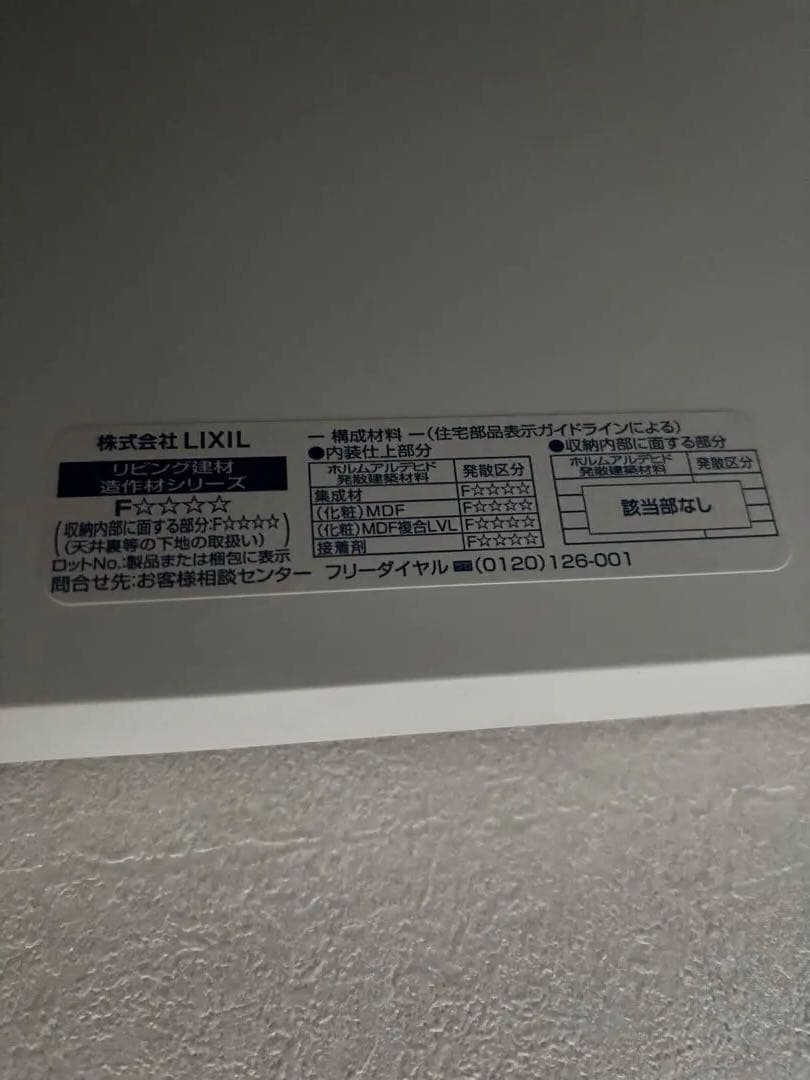 株式会社 LIXIL
リビング建材
造作材シリーズ
F☆☆☆☆
(収納内部に面する部分:F☆☆☆☆)
(天井裏等の下地の取扱い)
ロットNo.:製品または梱包に表示
問合せ先:お客様相談センター フリーダイヤル (0120)126-001
― 構成材料 ―(住宅部品表示ガイドラインによる)
●内装仕上部分
ホルムアルデヒド発散建築材料 発散区分
集成材 F☆☆☆☆
(化粧)MDF F☆☆☆☆
(化粧)MDF複合LVL F☆☆☆☆
接着剤 F☆☆☆☆
●収納内部に面する部分
ホルムアルデヒド発散建築材料 発散区分
該当部なし